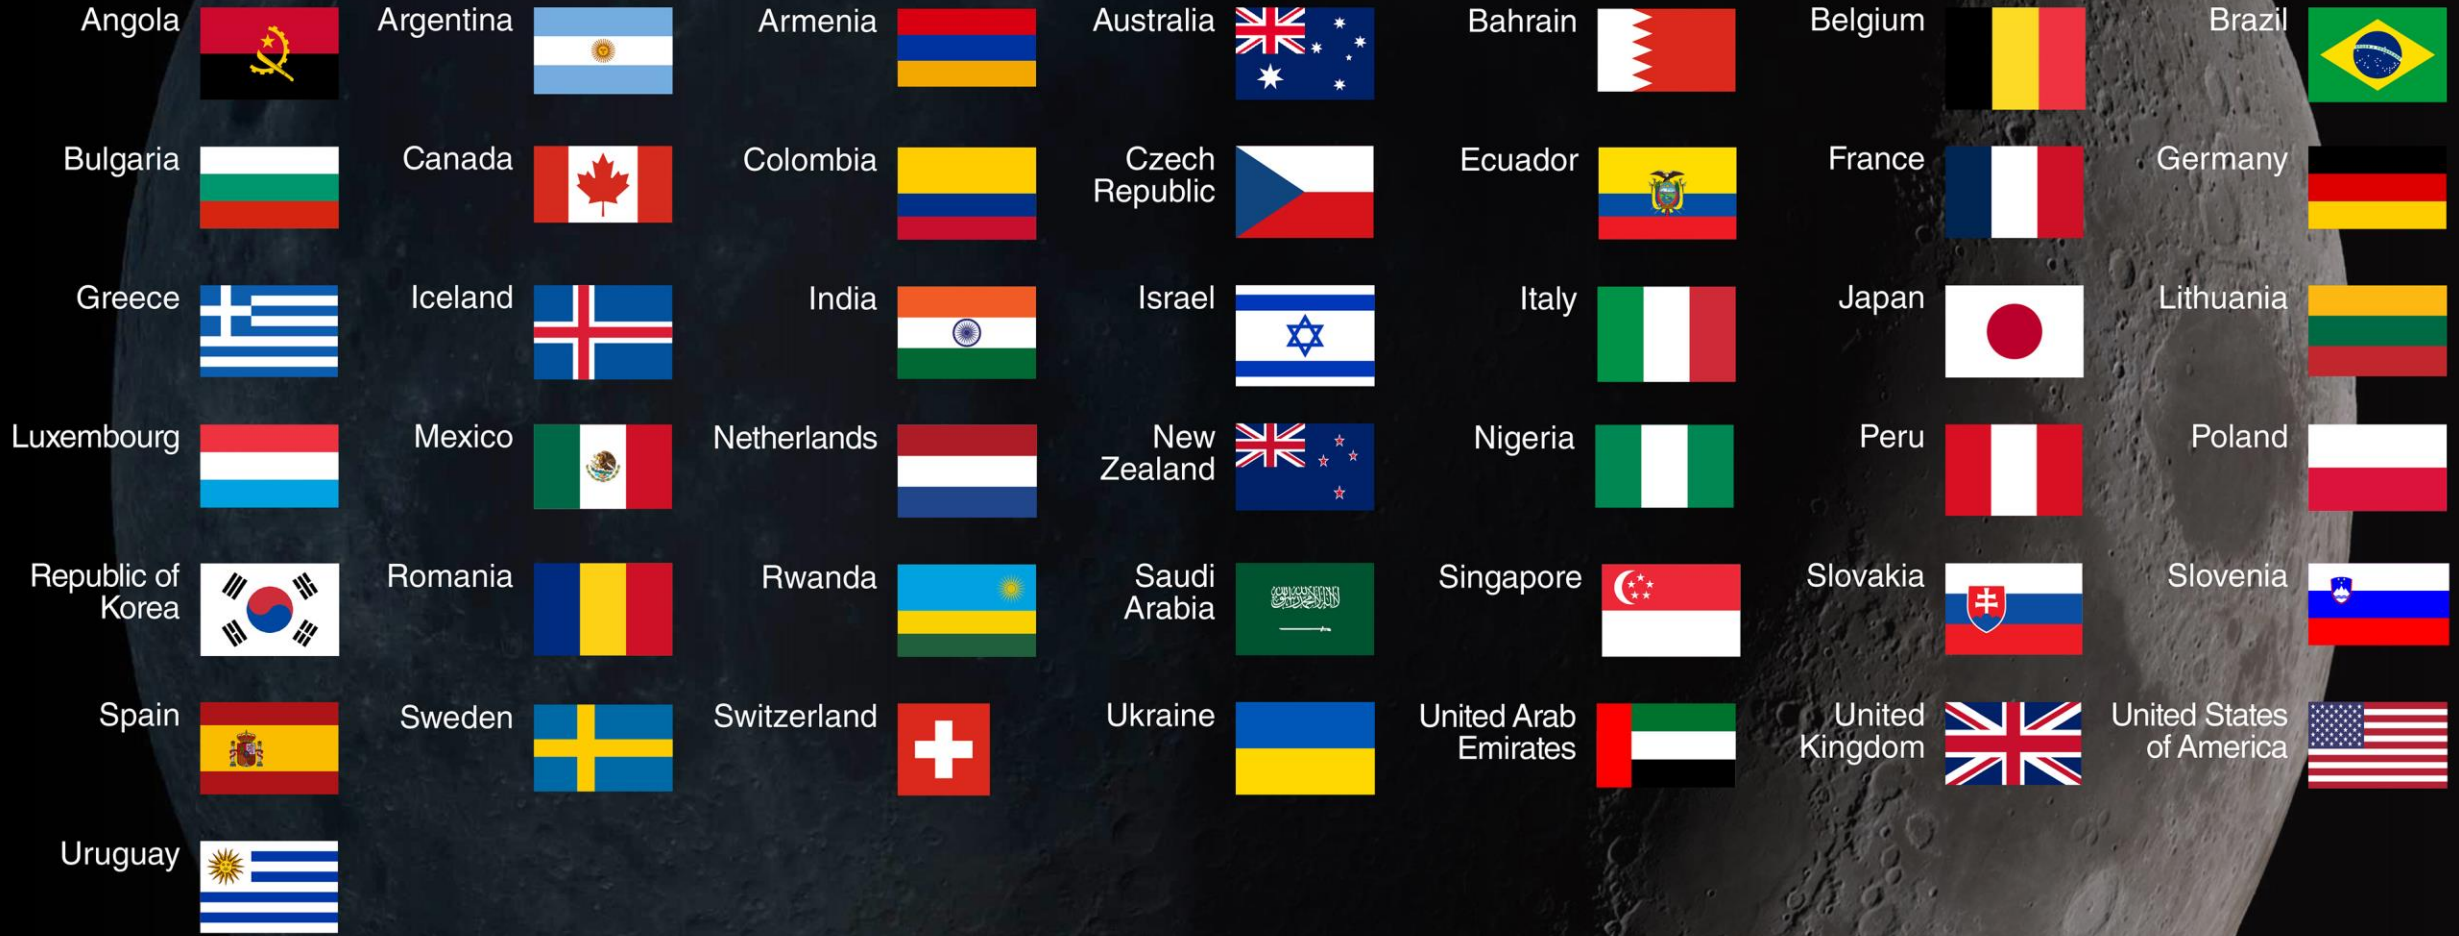 Angola
Argentina
Armenia
Australia
Bahrain
Belgium
Brazil
Bulgaria
Canada
Colombia
Czech
Republic
Ecuador
France
Germany
Greece
Iceland
India
Israel
Italy
Japan
Lithuania
Luxembourg
Mexico
Netherlands
New
Zealand
Nigeria
Peru
Poland
Republic of
Korea
Romania
Rwanda
Saudi
Arabia
Singapore
Slovakia
Slovenia
Spain
Sweden
Switzerland
Ukraine
United Arab
Emirates
United
Kingdom
United States
of America
Uruguay